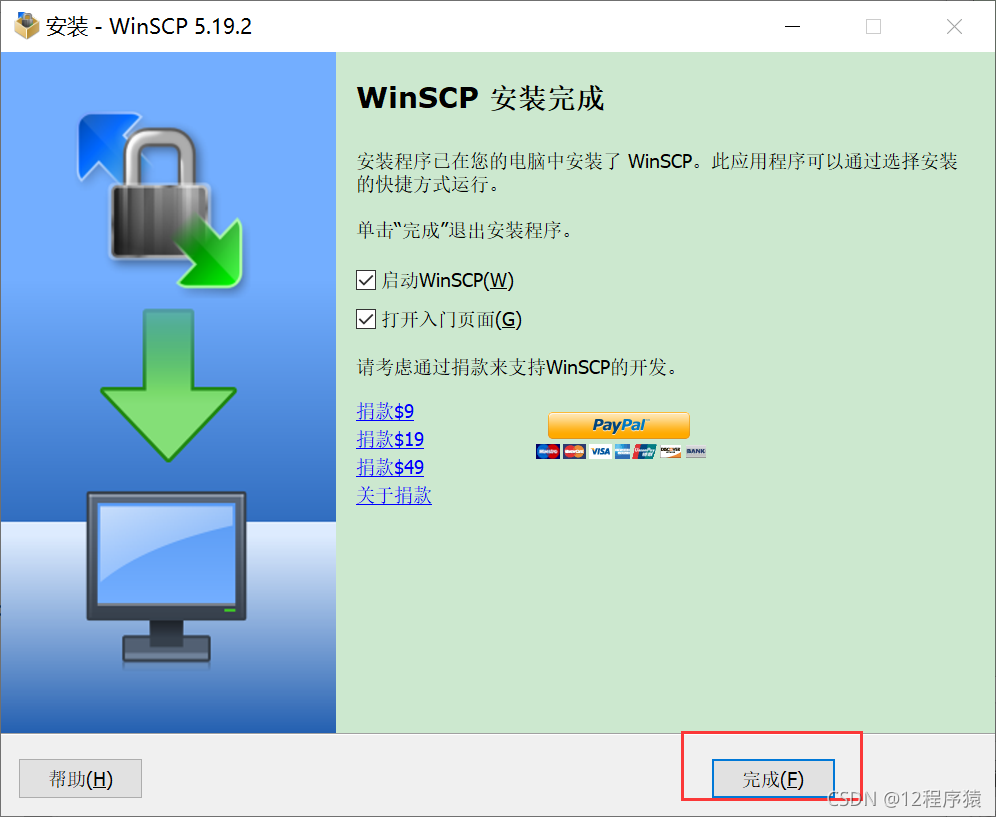 安装 - WinSCP 5.19.2
WinSCP 安装完成
安装程序已在您的电脑中安装了 WinSCP。此应用程序可以通过选择安装
的快捷方式运行。
单击“完成”退出安装程序。
启动WinSCP(W)
打开入门页面(G)
请考虑通过捐款来支持WinSCP的开发。
捐款$9
捐款$19
捐款$49
关于捐款
PayPal
Maestro
MasterCard
VISA
DISCOVER
BANK
帮助(H)
完成(F)
CSDN @12程序猿